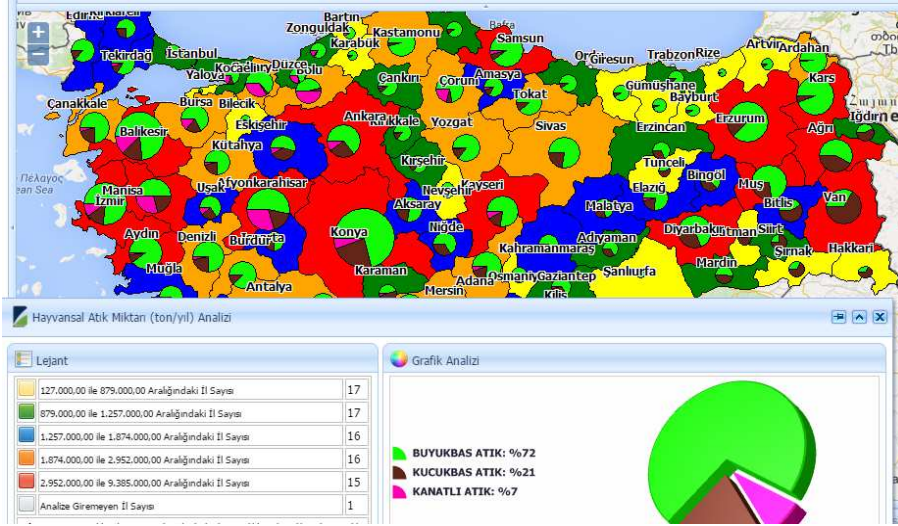 Bartın
Zonguldak
Kastamonu
Bafra
Samsun
Karabük
Tekirdağ
İstanbul
Ordu
Giresun
Trabzon
Rize
Artvin
Ardahan
Yalova
Kocaeli
Düzce
Bolu
Çankırı
Çorum
Amasya
Tokat
Gümüşhane
Bayburt
Kars
Çanakkale
Bursa
Bilecik
Eskişehir
Ankara
Kırıkkale
Yozgat
Sivas
Erzincan
Erzurum
Ağrı
Iğdır
Balıkesir
Kütahya
Kırşehir
Tunceli
Πέλαγος
Manisa
Uşak
Afyonkarahisar
Nevşehir
Kayseri
Elazığ
Bingöl
Muş
Bitlis
Van
İzmir
Aksaray
Malatya
Aydın
Denizli
Burdur
Isparta
Konya
Niğde
Kahramanmaraş
Adıyaman
Diyarbakır
Batman
Siirt
Şırnak
Hakkari
Muğla
Antalya
Karaman
Mersin
Adana
Osmaniye
Gaziantep
Şanlıurfa
Mardin
Kilis
Hayvansal Atık Miktarı (ton/yıl) Analizi
Lejant
127.000,00 ile 879.000,00 Aralığındaki İl Sayısı 17
879.000,00 ile 1.257.000,00 Aralığındaki İl Sayısı 17
1.257.000,00 ile 1.874.000,00 Aralığındaki İl Sayısı 16
1.874.000,00 ile 2.952.000,00 Aralığındaki İl Sayısı 16
2.952.000,00 ile 9.385.000,00 Aralığındaki İl Sayısı 15
Analize Giremeyen İl Sayısı 1
Grafik Analizi
BUYUKBAS ATIK: %72
KUCUKBAS ATIK: %21
KANATLI ATIK: %7